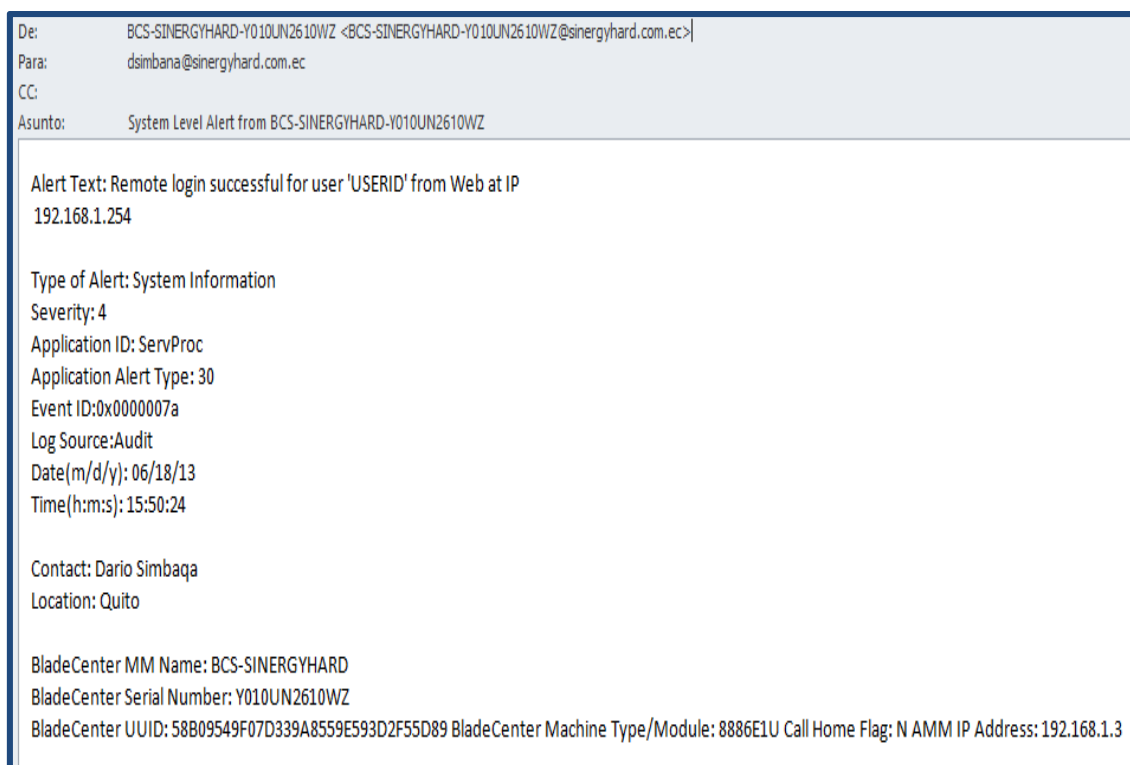 De: BCS-SINERGYHARD-Y010UN2610WZ <BCS-SINERGYHARD-Y010UN2610WZ@sinergyhard.com.ec>
Para: dsimbana@sinergyhard.com.ec
CC:
Asunto: System Level Alert from BCS-SINERGYHARD-Y010UN2610WZ
Alert Text: Remote login successful for user 'USERID' from Web at IP
192.168.1.254
Type of Alert: System Information
Severity: 4
Application ID: ServProc
Application Alert Type: 30
Event ID:0x0000007a
Log Source:Audit
Date(m/d/y): 06/18/13
Time(h:m:s): 15:50:24
Contact: Dario Simbaqa
Location: Quito
BladeCenter MM Name: BCS-SINERGYHARD
BladeCenter Serial Number: Y010UN2610WZ
BladeCenter UUID: 58B09549F07D339A8559E593D2F55D89 BladeCenter Machine Type/Module: 8886E1U Call Home Flag: N AMM IP Address: 192.168.1.3